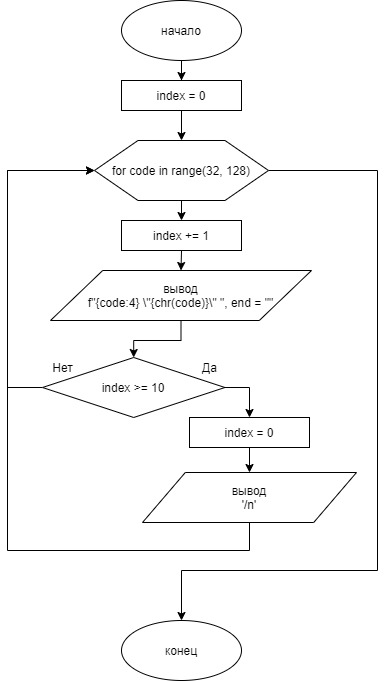 начало
index = 0
for code in range(32, 128)
index += 1
вывод
f"{code:4} \"{chr(code)}\" ", end = ""
Нет
Да
index >= 10
index = 0
вывод
'/n'
конец